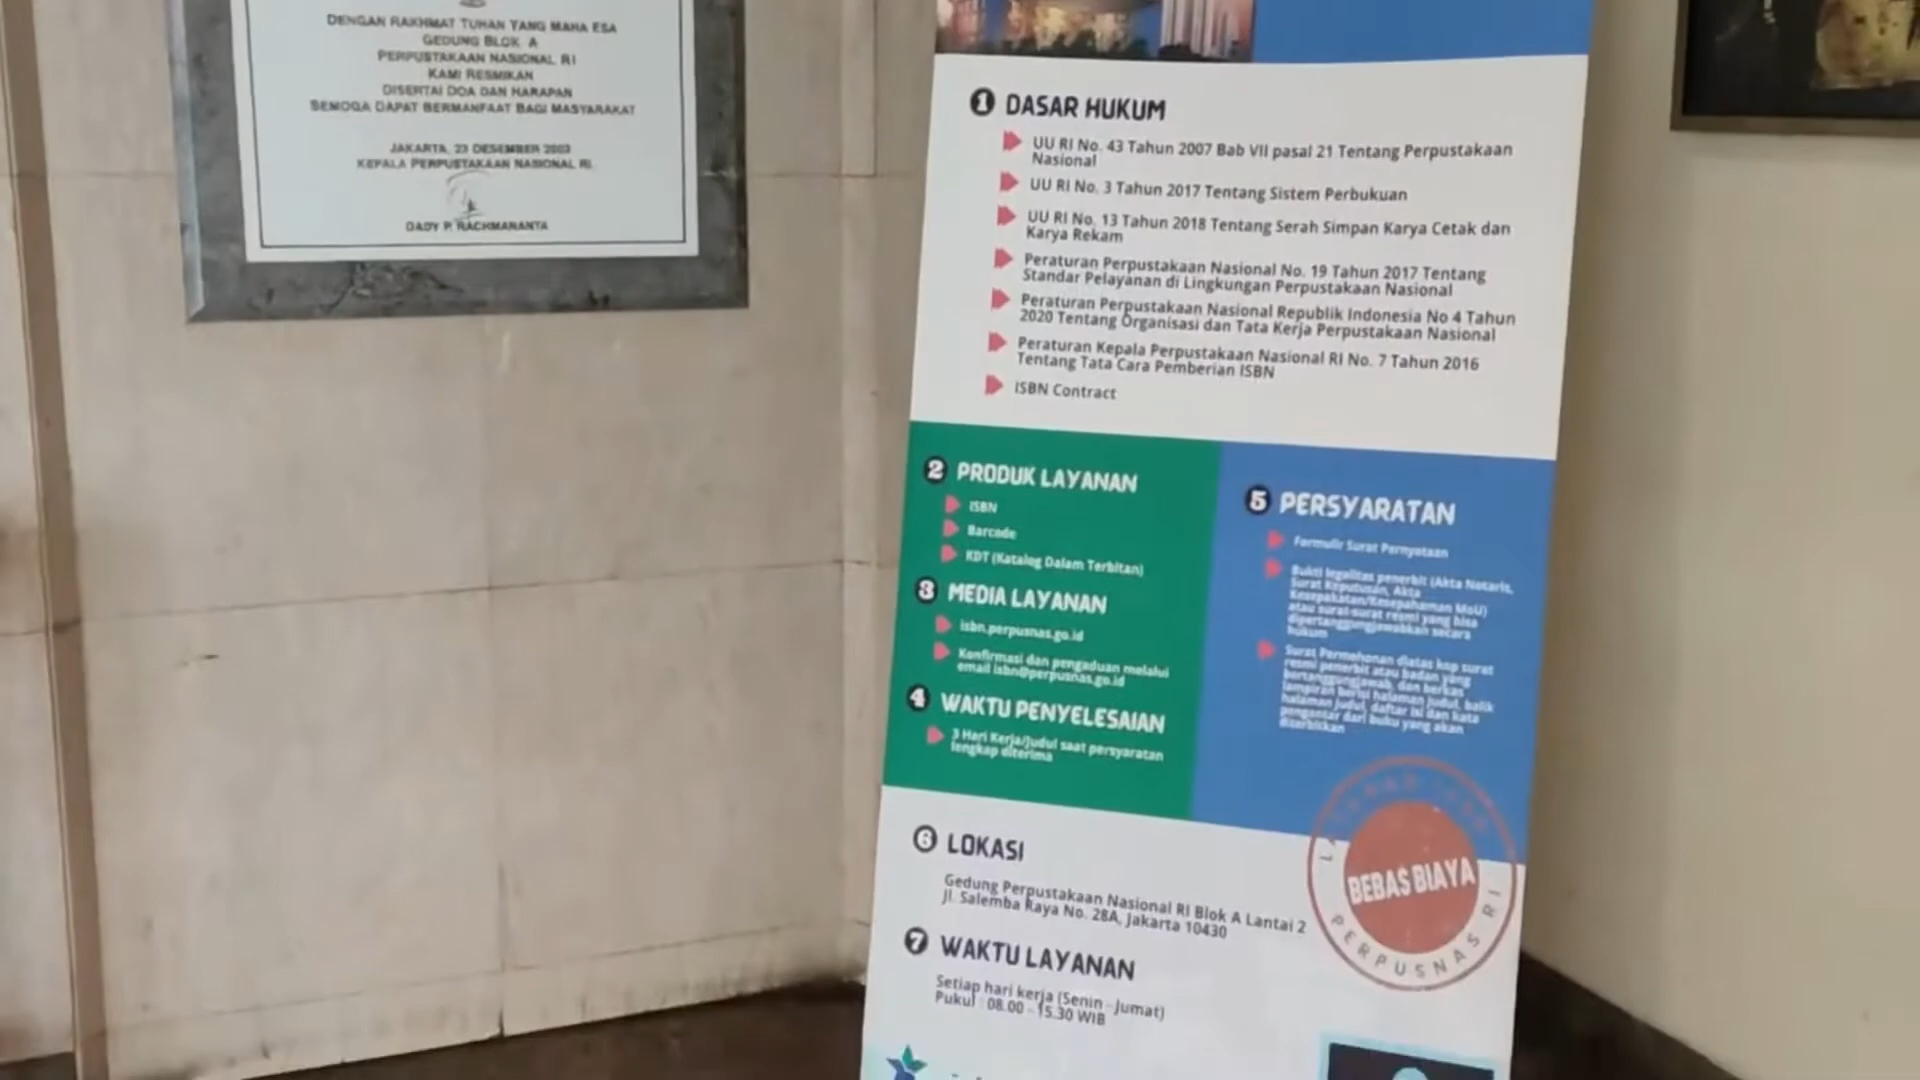 DENGAN RAKHMAT TUHAN YANG MAHA ESA
GEDUNG BLOK A
PERPUSTAKAAN NASIONAL RI
KAMI RESMIKAN
DISERTAI DOA DAN HARAPAN
SEMOGA DAPAT BERMANFAAT BAGI MASYARAKAT
JAKARTA, 23 DESEMBER 2003
KEPALA PERPUSTAKAAN NASIONAL RI.
DADY P. RACHMANANTA
1 DASAR HUKUM
UU RI No. 43 Tahun 2007 Bab VII pasal 21 Tentang Perpustakaan
Nasional
UU RI No. 3 Tahun 2017 Tentang Sistem Perbukuan
UU RI No. 13 Tahun 2018 Tentang Serah Simpan Karya Cetak dan
Karya Rekam
Peraturan Perpustakaan Nasional No. 19 Tahun 2017 Tentang
Standar Pelayanan di Lingkungan Perpustakaan Nasional
Peraturan Perpustakaan Nasional Republik Indonesia No 4 Tahun
2020 Tentang Organisasi dan Tata Kerja Perpustakaan Nasional
Peraturan Kepala Perpustakaan Nasional RI No. 7 Tahun 2016
Tentang Tata Cara Pemberian ISBN
ISBN Contract
2 PRODUK LAYANAN
ISBN
Barcode
KDT (Katalog Dalam Terbitan)
3 MEDIA LAYANAN
isbn.perpusnas.go.id
Konfirmasi dan pengaduan melalui
email isbn@perpusnas.go.id
4 WAKTU PENYELESAIAN
3 Hari Kerja/Judul saat persyaratan
lengkap diterima
5 PERSYARATAN
Formulir Surat Pernyataan
Bukti legalitas penerbit (Akta Notaris,
Surat Keputusan, Akta
Kesepakatan/Kesepahaman MoU)
atau surat-surat resmi yang bisa
dipertanggungjawabkan secara
hukum
Surat Permohonan diatas kop surat
resmi penerbit atau badan yang
bertanggungjawab, dan berkas
lampiran berisi halaman judul, balik
halaman judul, daftar isi dan kata
pengantar dari buku yang akan
diterbitkan
BEBAS BIAYA
PERPUSNAS RI
6 LOKASI
Gedung Perpustakaan Nasional RI Blok A Lantai 2
Jl. Salemba Raya No. 28A, Jakarta 10430
7 WAKTU LAYANAN
Setiap hari kerja (Senin - Jumat)
Pukul : 08.00 - 15.30 WIB